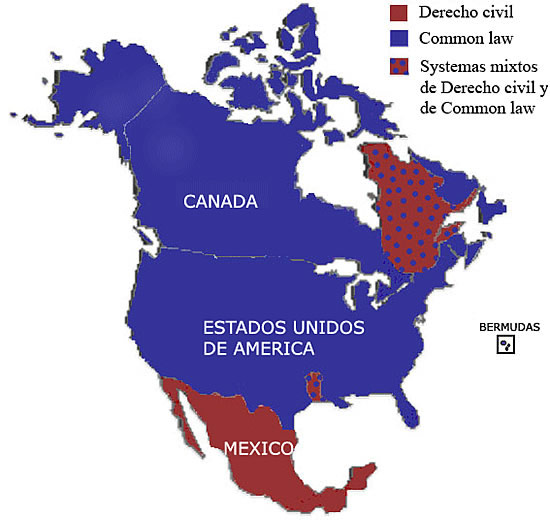 Derecho civil
Common law
Systemas mixtos
de Derecho civil y
de Common law
CANADA
ESTADOS UNIDOS
DE AMERICA
BERMUDAS
MEXICO